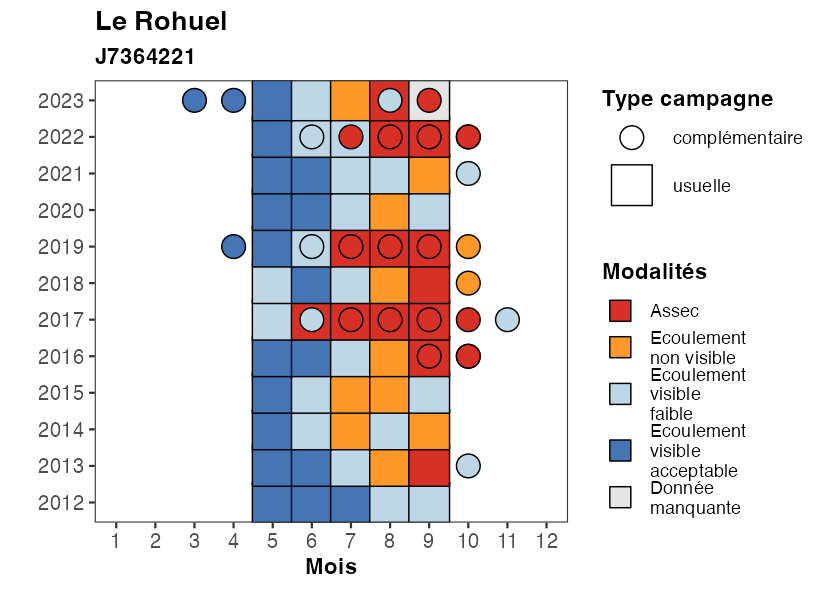 Le Rohuel
J7364221
2023
2022
2021
2020
2019
2018
2017
2016
2015
2014
2013
2012
1 2 3 4 5 6 7 8 9 10 11 12
Mois
Type campagne
complémentaire
usuelle
Modalités
Assec
Ecoulement
non visible
Ecoulement
visible
faible
Ecoulement
visible
acceptable
Donnée
manquante